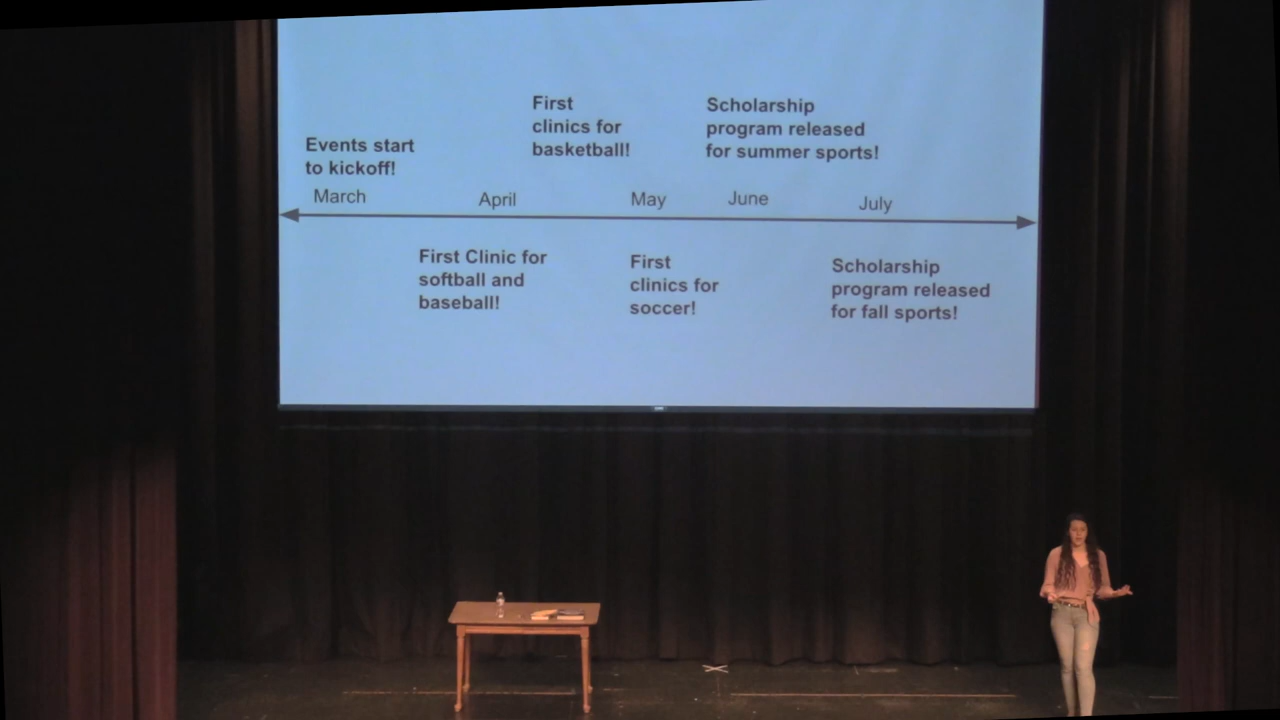 Events start
to kickoff!
First
clinics for
basketball!
Scholarship
program released
for summer sports!
March
April
May
June
July
First Clinic for
softball and
baseball!
First
clinics for
soccer!
Scholarship
program released
for fall sports!